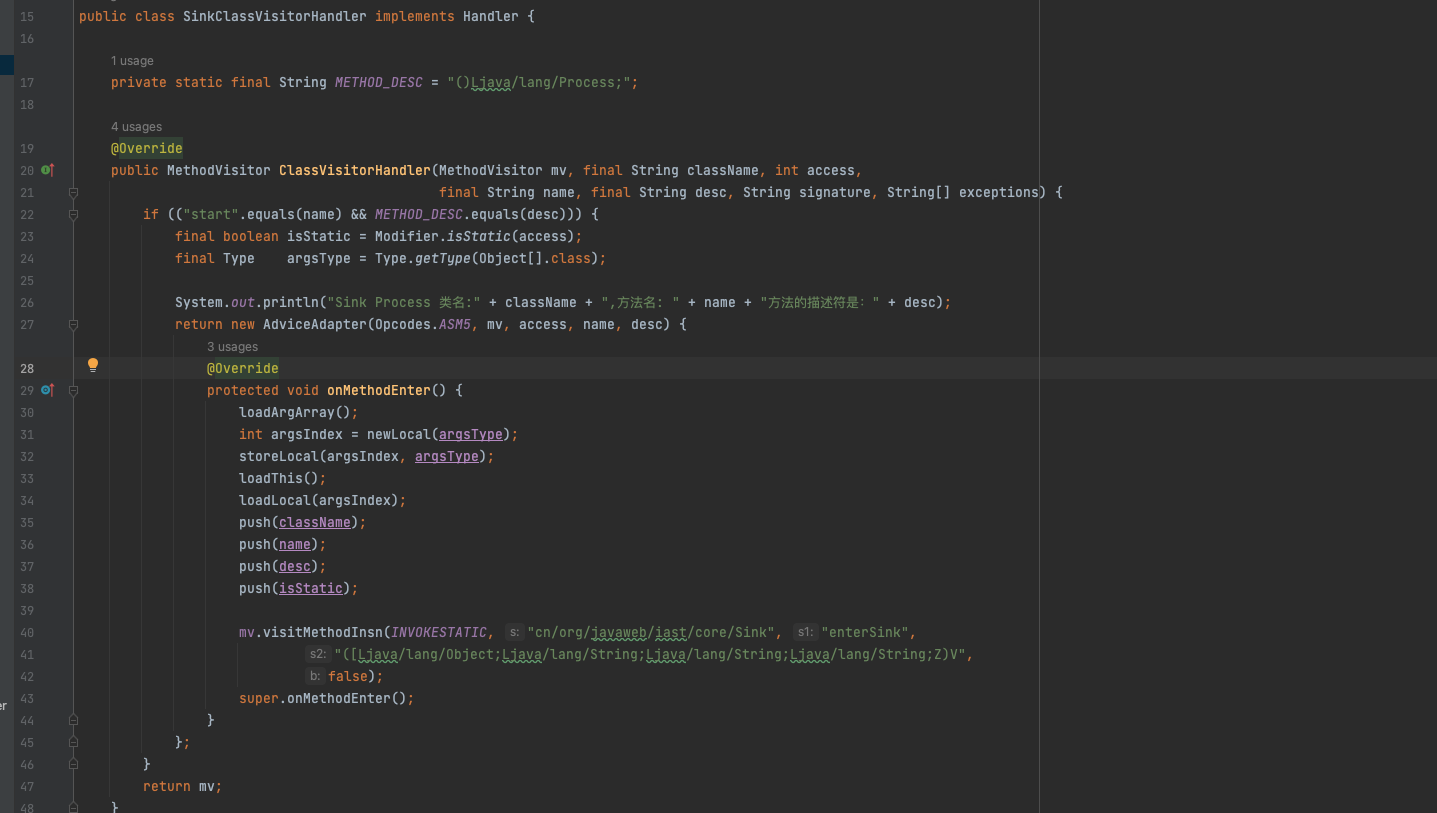 15 public class SinkClassVisitorHandler implements Handler {
16
1 usage
17 private static final String METHOD_DESC = "()Ljava/lang/Process;";
18
4 usages
19 @Override
20 public MethodVisitor ClassVisitorHandler(MethodVisitor mv, final String className, int access,
21 final String name, final String desc, String signature, String[] exceptions) {
22 if (("start".equals(name) && METHOD_DESC.equals(desc))) {
23 final boolean isStatic = Modifier.isStatic(access);
24 final Type    argsType = Type.getType(Object[].class);
25
26 System.out.println("Sink Process 类名:" + className + ",方法名: " + name + "方法的描述符是：" + desc);
27 return new AdviceAdapter(Opcodes.ASM5, mv, access, name, desc) {
3 usages
28 @Override
29 protected void onMethodEnter() {
30 loadArgArray();
31 int argsIndex = newLocal(argsType);
32 storeLocal(argsIndex, argsType);
33 loadThis();
34 loadLocal(argsIndex);
35 push(className);
36 push(name);
37 push(desc);
38 push(isStatic);
39
40 mv.visitMethodInsn(INVOKESTATIC, s: "cn/org/javaweb/iast/core/Sink", s1: "enterSink",
41 s2: "([Ljava/lang/Object;Ljava/lang/String;Ljava/lang/String;Ljava/lang/String;Z)V",
42 b: false);
43 super.onMethodEnter();
er
44 }
45 };
46 }
47 return mv;
48 }